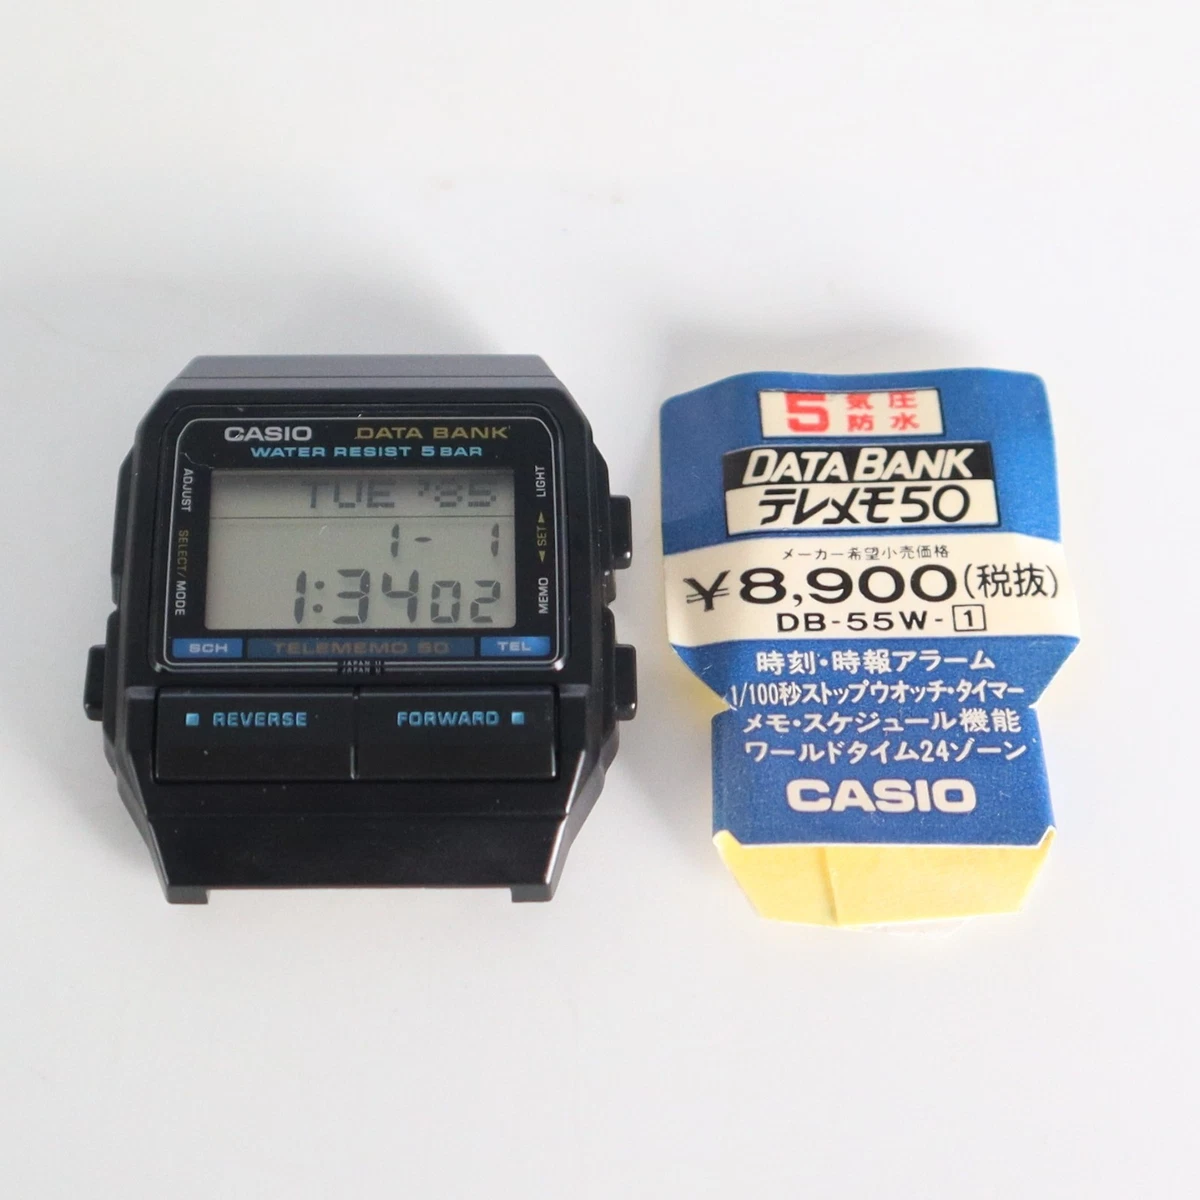 CASIO DATA BANK
WATER RESIST 5 BAR
ADJUST
SELECT/MODE
LIGHT
◀ SET ▶
MEMO
TUE '85
1- 1
1:34 02
SCH TELEMEMO 50 TEL
JAPAN U
JAPAN U
REVERSE FORWARD
5気圧
防水
DATA BANK
テレメモ50
メーカー希望小売価格
¥8,900(税抜)
DB-55W-1
時刻・時報アラーム
1/100秒ストップウオッチ・タイマー
メモ・スケジュール機能
ワールドタイム24ゾーン
CASIO